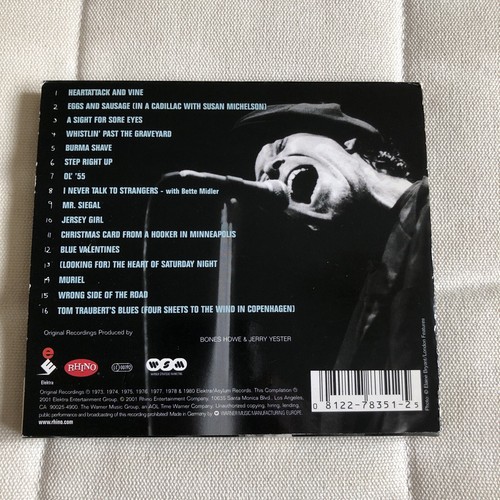 1 HEARTATTACK AND VINE
2 EGGS AND SAUSAGE (IN A CADILLAC WITH SUSAN MICHELSON)
3 A SIGHT FOR SORE EYES
4 WHISTLIN' PAST THE GRAVEYARD
5 BURMA SHAVE
6 STEP RIGHT UP
7 OL' '55
8 I NEVER TALK TO STRANGERS - with Bette Midler
9 MR. SIEGAL
10 JERSEY GIRL
11 CHRISTMAS CARD FROM A HOOKER IN MINNEAPOLIS
12 BLUE VALENTINES
13 (LOOKING FOR) THE HEART OF SATURDAY NIGHT
14 MURIEL
15 WRONG SIDE OF THE ROAD
16 TOM TRAUBERT'S BLUES (FOUR SHEETS TO THE WIND IN COPENHAGEN)
Original Recordings Produced by
BONES HOWE & JERRY YESTER
Elektra
RHINO
WSM
Original Recordings ℗ 1973, 1974, 1975, 1976, 1977, 1978 & 1980 Elektra/Asylum Records. This Compilation ℗
2001 Elektra Entertainment Group. © 2001 Rhino Entertainment Company. 10635 Santa Monica Blvd., Los Angeles,
CA 90025-4900. The Warner Music Group, an AOL Time Warner Company. Unauthorized copying, hiring, lending,
public performance and broadcasting of this recording prohibited. Made in Germany by WARNER MUSIC MANUFACTURING EUROPE.
www.rhino.com
0 8122-78351-2 5
Photo: © Elaine Bryant/London Features